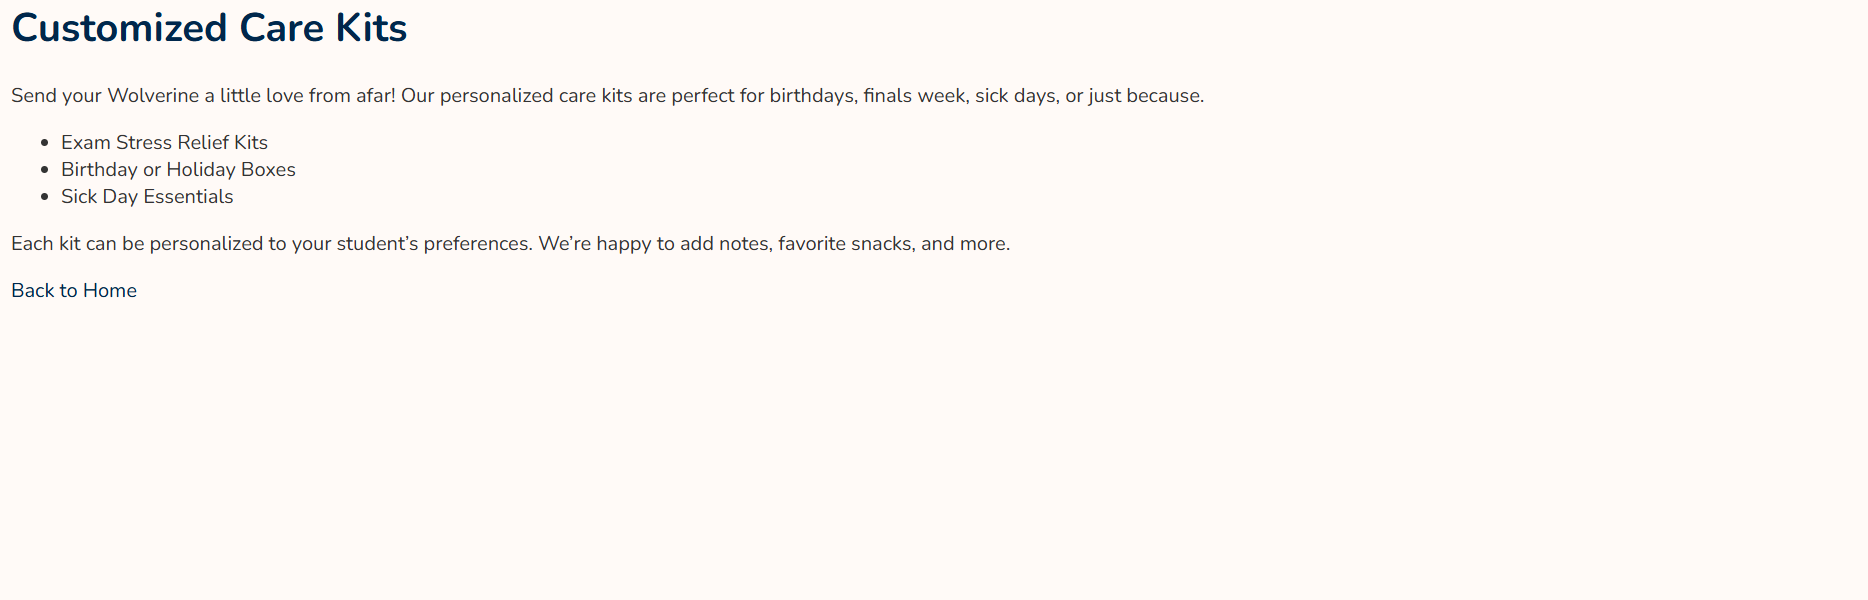 Customized Care Kits
Send your Wolverine a little love from afar! Our personalized care kits are perfect for birthdays, finals week, sick days, or just because.
• Exam Stress Relief Kits
• Birthday or Holiday Boxes
• Sick Day Essentials
Each kit can be personalized to your student’s preferences. We’re happy to add notes, favorite snacks, and more.
Back to Home